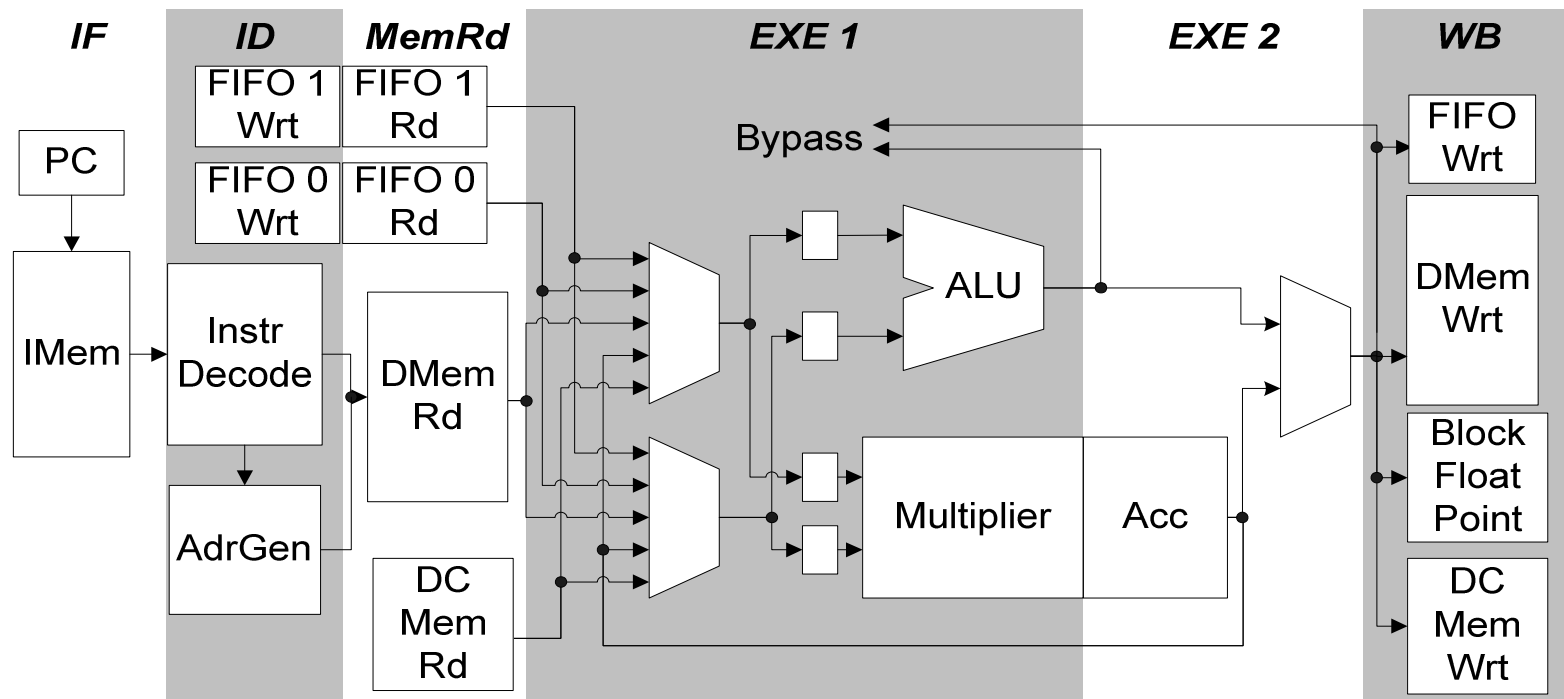 IF
ID
MemRd
EXE 1
EXE 2
WB
FIFO 1
Wrt
FIFO 1
Rd
FIFO 0
Wrt
FIFO 0
Rd
PC
IMem
Instr
Decode
AdrGen
DMem
Rd
DC
Mem
Rd
Bypass
ALU
Multiplier
Acc
FIFO
Wrt
DMem
Wrt
Block
Float
Point
DC
Mem
Wrt